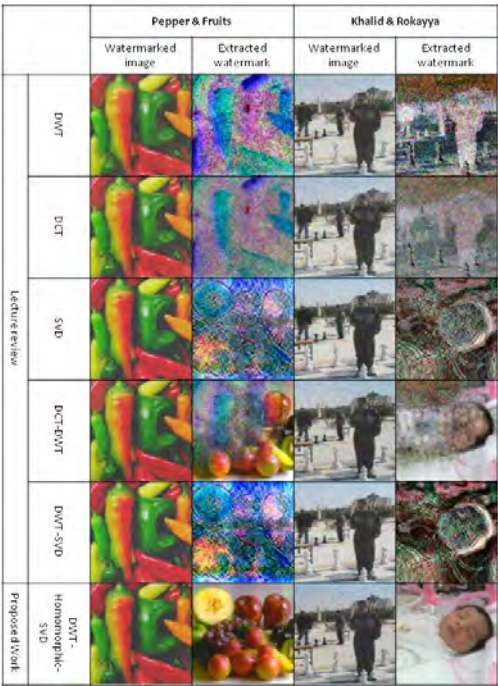 Pepper & Fruits
Khalid & Rokayya
Watermarked
image
Extracted
watermark
Watermarked
image
Extracted
watermark
Lecture review
DWT
DCT
SVD
DCT-DWT
DWT-SVD
Proposed Work
DWT-
Homomorphic-
SVD